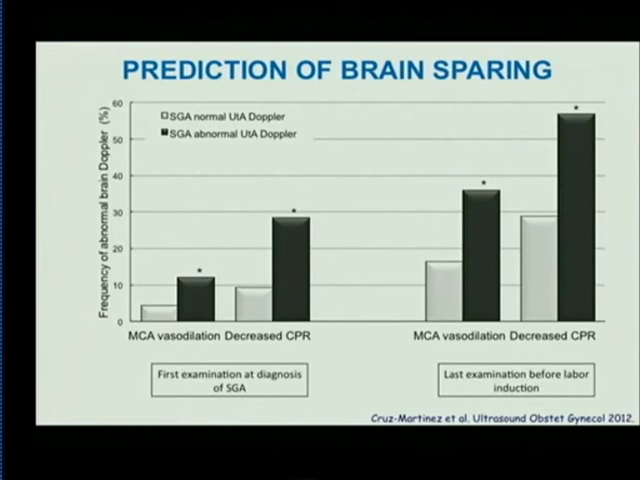 PREDICTION OF BRAIN SPARING
Frequency of abnormal brain Doppler (%)
60
50
40
30
20
10
0
SGA normal UtA Doppler
SGA abnormal UtA Doppler
*
*
*
*
MCA vasodilation Decreased CPR
MCA vasodilation Decreased CPR
First examination at diagnosis
of SGA
Last examination before labor
induction
Cruz-Martinez et al. Ultrasound Obstet Gynecol 2012.